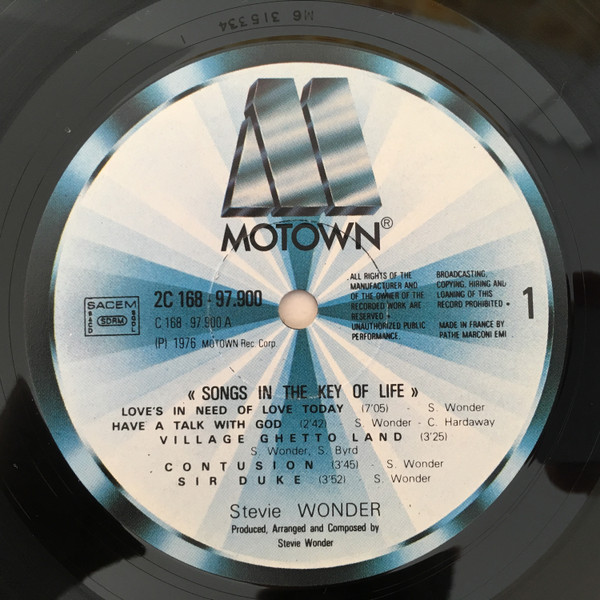 MG 315334
MOTOWN®
2C 168 - 97.900
C 168 - 97.900 A
(P) 1976 MOTOWN Rec. Corp.
SACEM
SDRM
ALL RIGHTS OF THE
MANUFACTURER AND
OF THE OWNER OF THE
RECORDED WORK ARE
RESERVED •
UNAUTHORIZED PUBLIC
PERFORMANCE,
BROADCASTING,
COPYING, HIRING AND
LOANING OF THIS
RECORD PROHIBITED •
MADE IN FRANCE BY
PATHE MARCONI EMI
1
« SONGS IN THE KEY OF LIFE »
LOVE'S IN NEED OF LOVE TODAY (7'05) - S. Wonder
HAVE A TALK WITH GOD (2'42) S. Wonder - C. Hardaway
VILLAGE GHETTO LAND (3'25)
S. Wonder, S. Byrd
CONTUSION (3'45) - S. Wonder
SIR DUKE (3'52) - S. Wonder
Stevie WONDER
Produced, Arranged and Composed by
Stevie Wonder